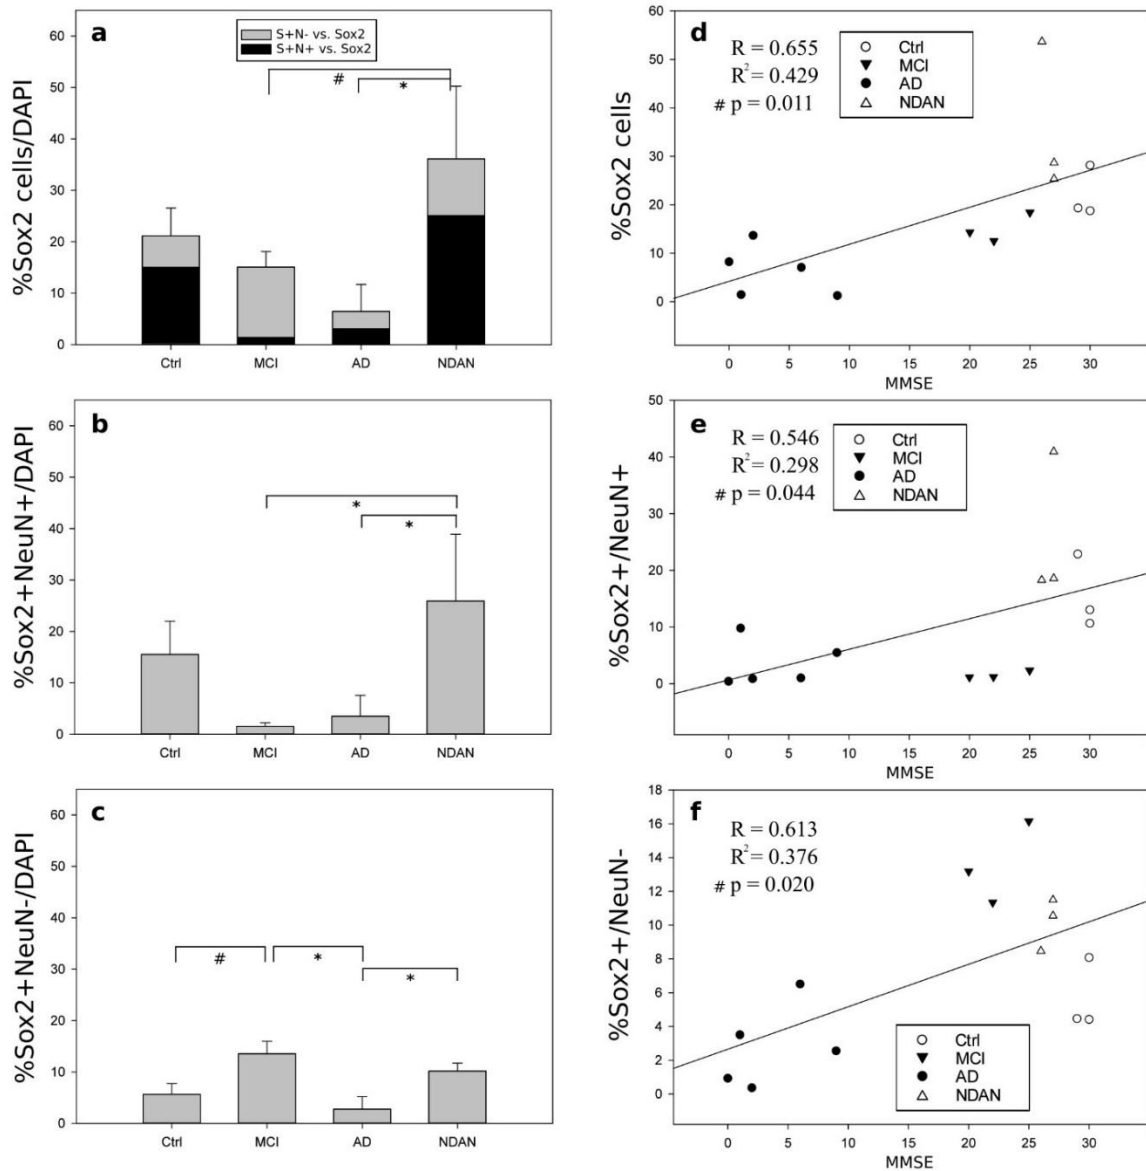 a
S+N- vs. Sox2
S+N+ vs. Sox2
#
*
%Sox2 cells/DAPI
60
50
40
30
20
10
0
Ctrl MCI AD NDAN
d
R = 0.655
R² = 0.429
# p = 0.011
Ctrl
MCI
AD
NDAN
%Sox2 cells
60
50
40
30
20
10
0
0 5 10 15 20 25 30
MMSE
b
*
*
%Sox2+NeuN+/DAPI
60
50
40
30
20
10
0
Ctrl MCI AD NDAN
e
R = 0.546
R² = 0.298
# p = 0.044
Ctrl
MCI
AD
NDAN
%Sox2+/NeuN+
50
40
30
20
10
0
0 5 10 15 20 25 30
MMSE
c
# * *
%Sox2+NeuN-/DAPI
60
50
40
30
20
10
0
Ctrl MCI AD NDAN
f
R = 0.613
R² = 0.376
# p = 0.020
Ctrl
MCI
AD
NDAN
%Sox2+/NeuN-
18
16
14
12
10
8
6
4
2
0
0 5 10 15 20 25 30
MMSE